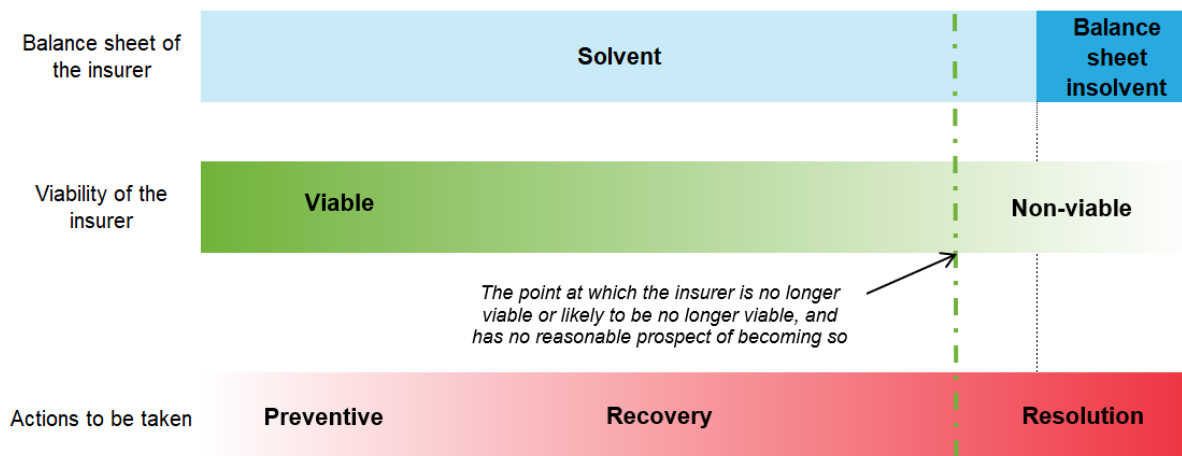 Balance sheet of
the insurer
Solvent
Balance
sheet
insolvent
Viability of the
insurer
Viable
Non-viable
The point at which the insurer is no longer
viable or likely to be no longer viable, and
has no reasonable prospect of becoming so
Actions to be taken
Preventive
Recovery
Resolution